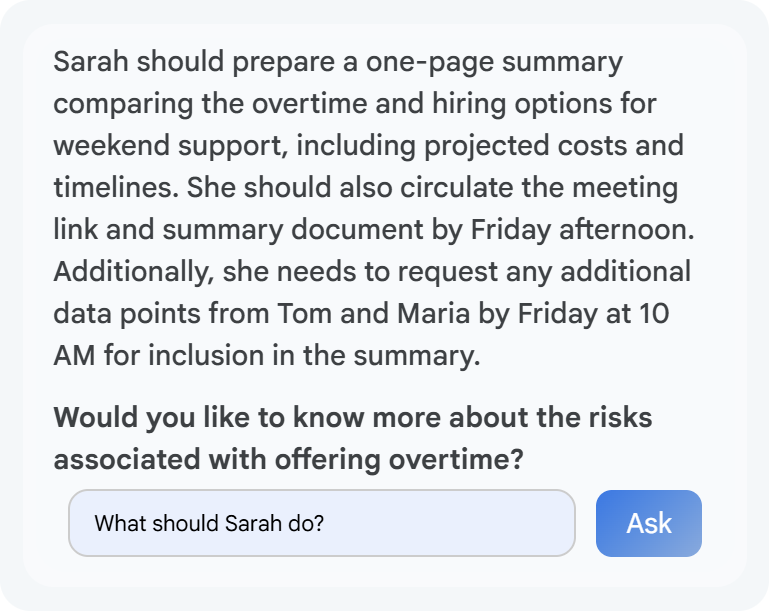 Sarah should prepare a one-page summary
comparing the overtime and hiring options for
weekend support, including projected costs and
timelines. She should also circulate the meeting
link and summary document by Friday afternoon.
Additionally, she needs to request any additional
data points from Tom and Maria by Friday at 10
AM for inclusion in the summary.
Would you like to know more about the risks
associated with offering overtime?
What should Sarah do?
Ask